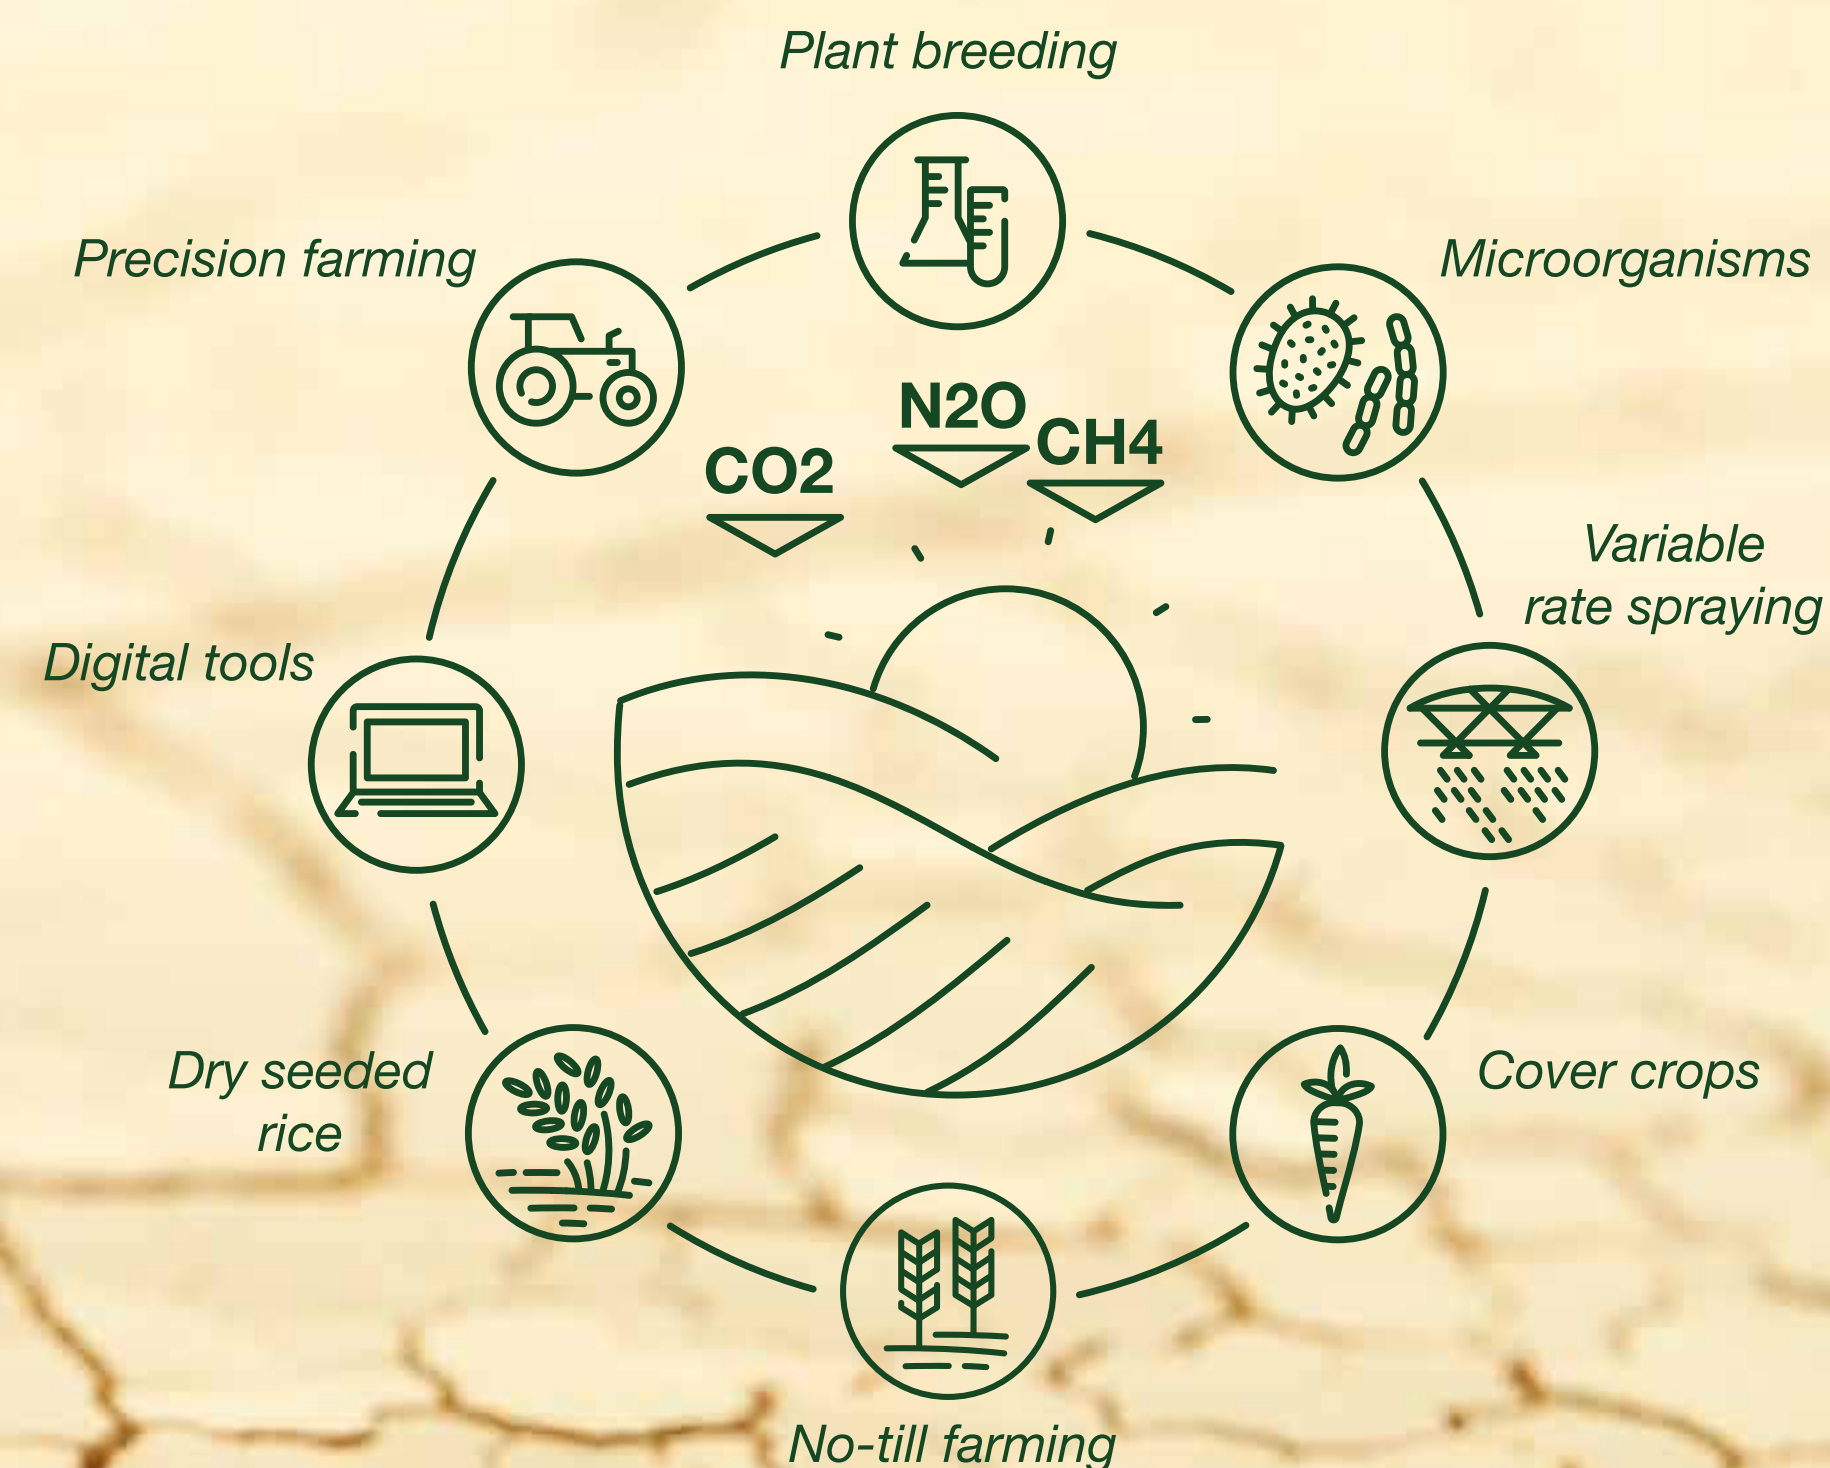 Plant breeding
Precision farming
Microorganisms
N2O
CH4
CO2
Variable
rate spraying
Digital tools
Dry seeded
rice
Cover crops
No-till farming